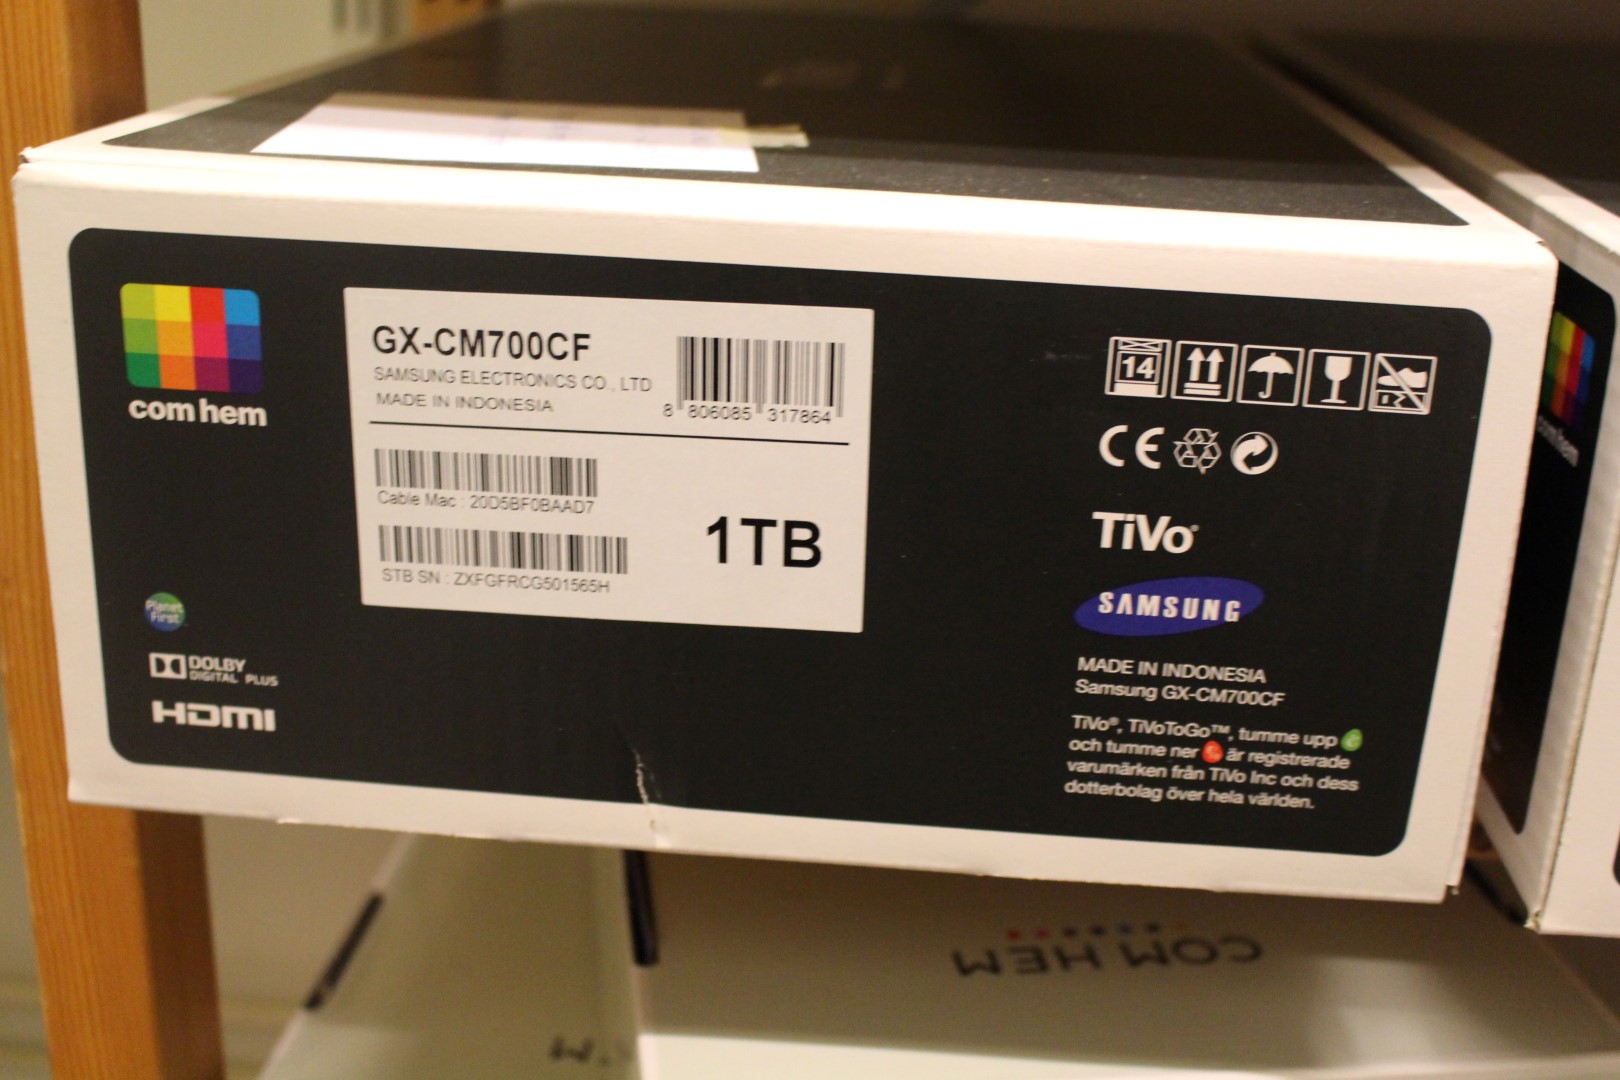 com hem
GX-CM700CF
SAMSUNG ELECTRONICS CO., LTD
MADE IN INDONESIA
8 806085 317864
Cable Mac : 20D5BF0BAAD7
STB SN : ZXFGFRCG501565H
1TB
Planet
First
DOLBY
DIGITAL PLUS
HDMI
14
CE
TiVo®
SAMSUNG
MADE IN INDONESIA
Samsung GX-CM700CF
TiVo®, TiVoToGo™, tumme upp
och tumme ner är registrerade
varumärken från TiVo Inc och dess
dotterbolag över hela världen.
com hem
COM HEM